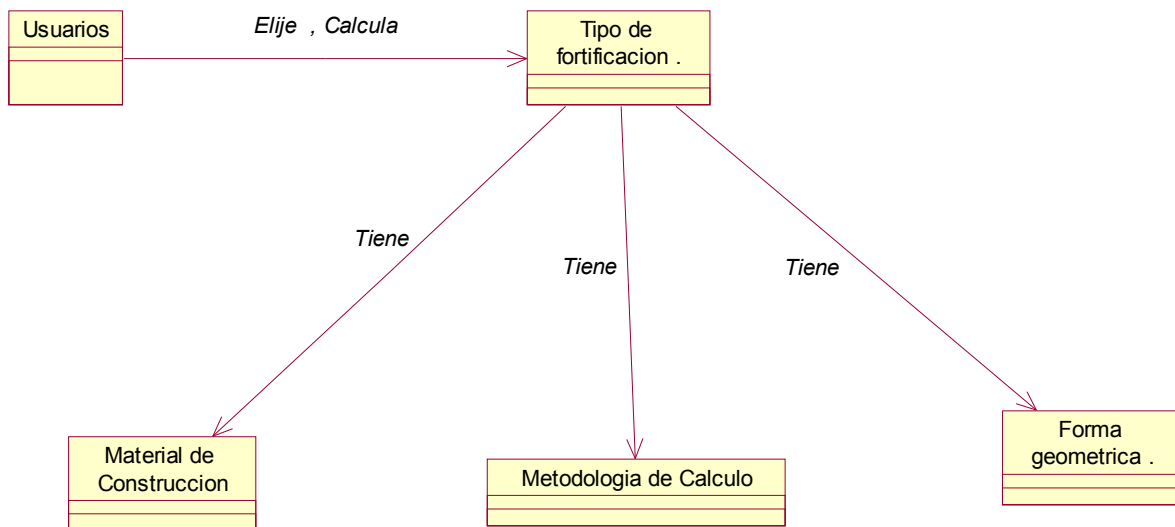 Usuarios
Elije , Calcula
Tipo de
fortificacion .
Tiene
Tiene
Tiene
Material de
Construccion
Metodologia de Calculo
Forma
geometrica .